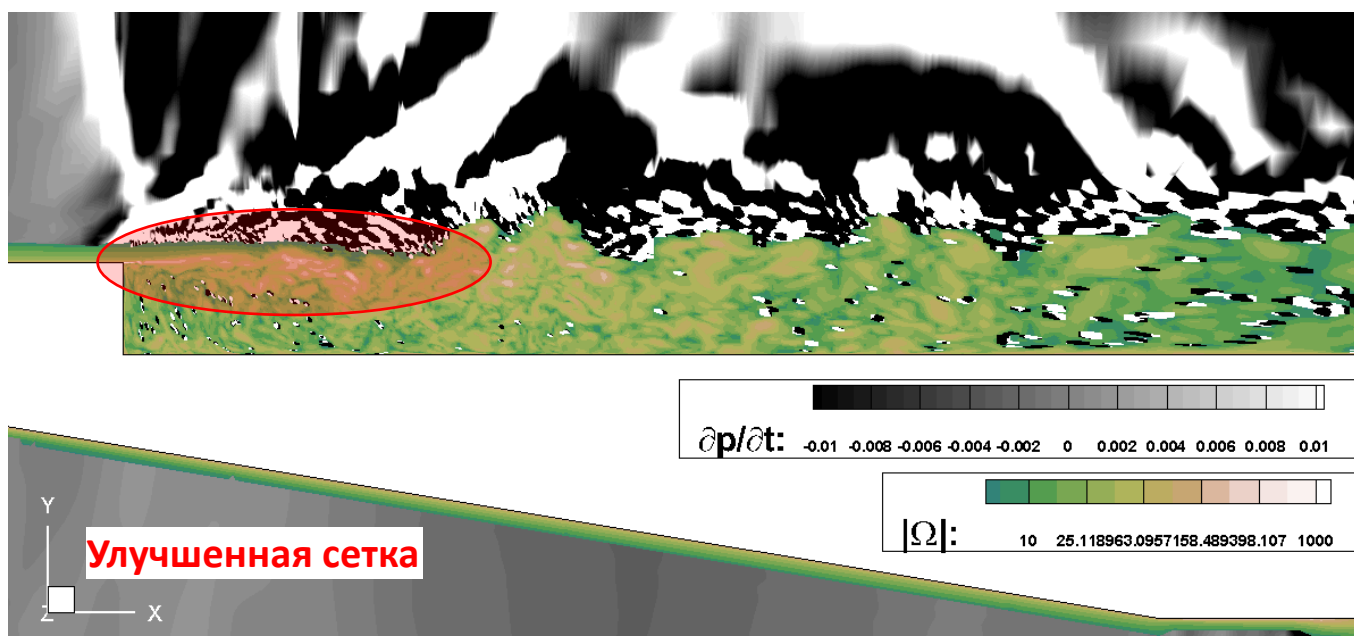 ∂p/∂t: -0.01 -0.008 -0.006 -0.004 -0.002 0 0.002 0.004 0.006 0.008 0.01
|Ω|: 10 25.118963.0957158.489398.107 1000
Y
Улучшенная сетка
Z X